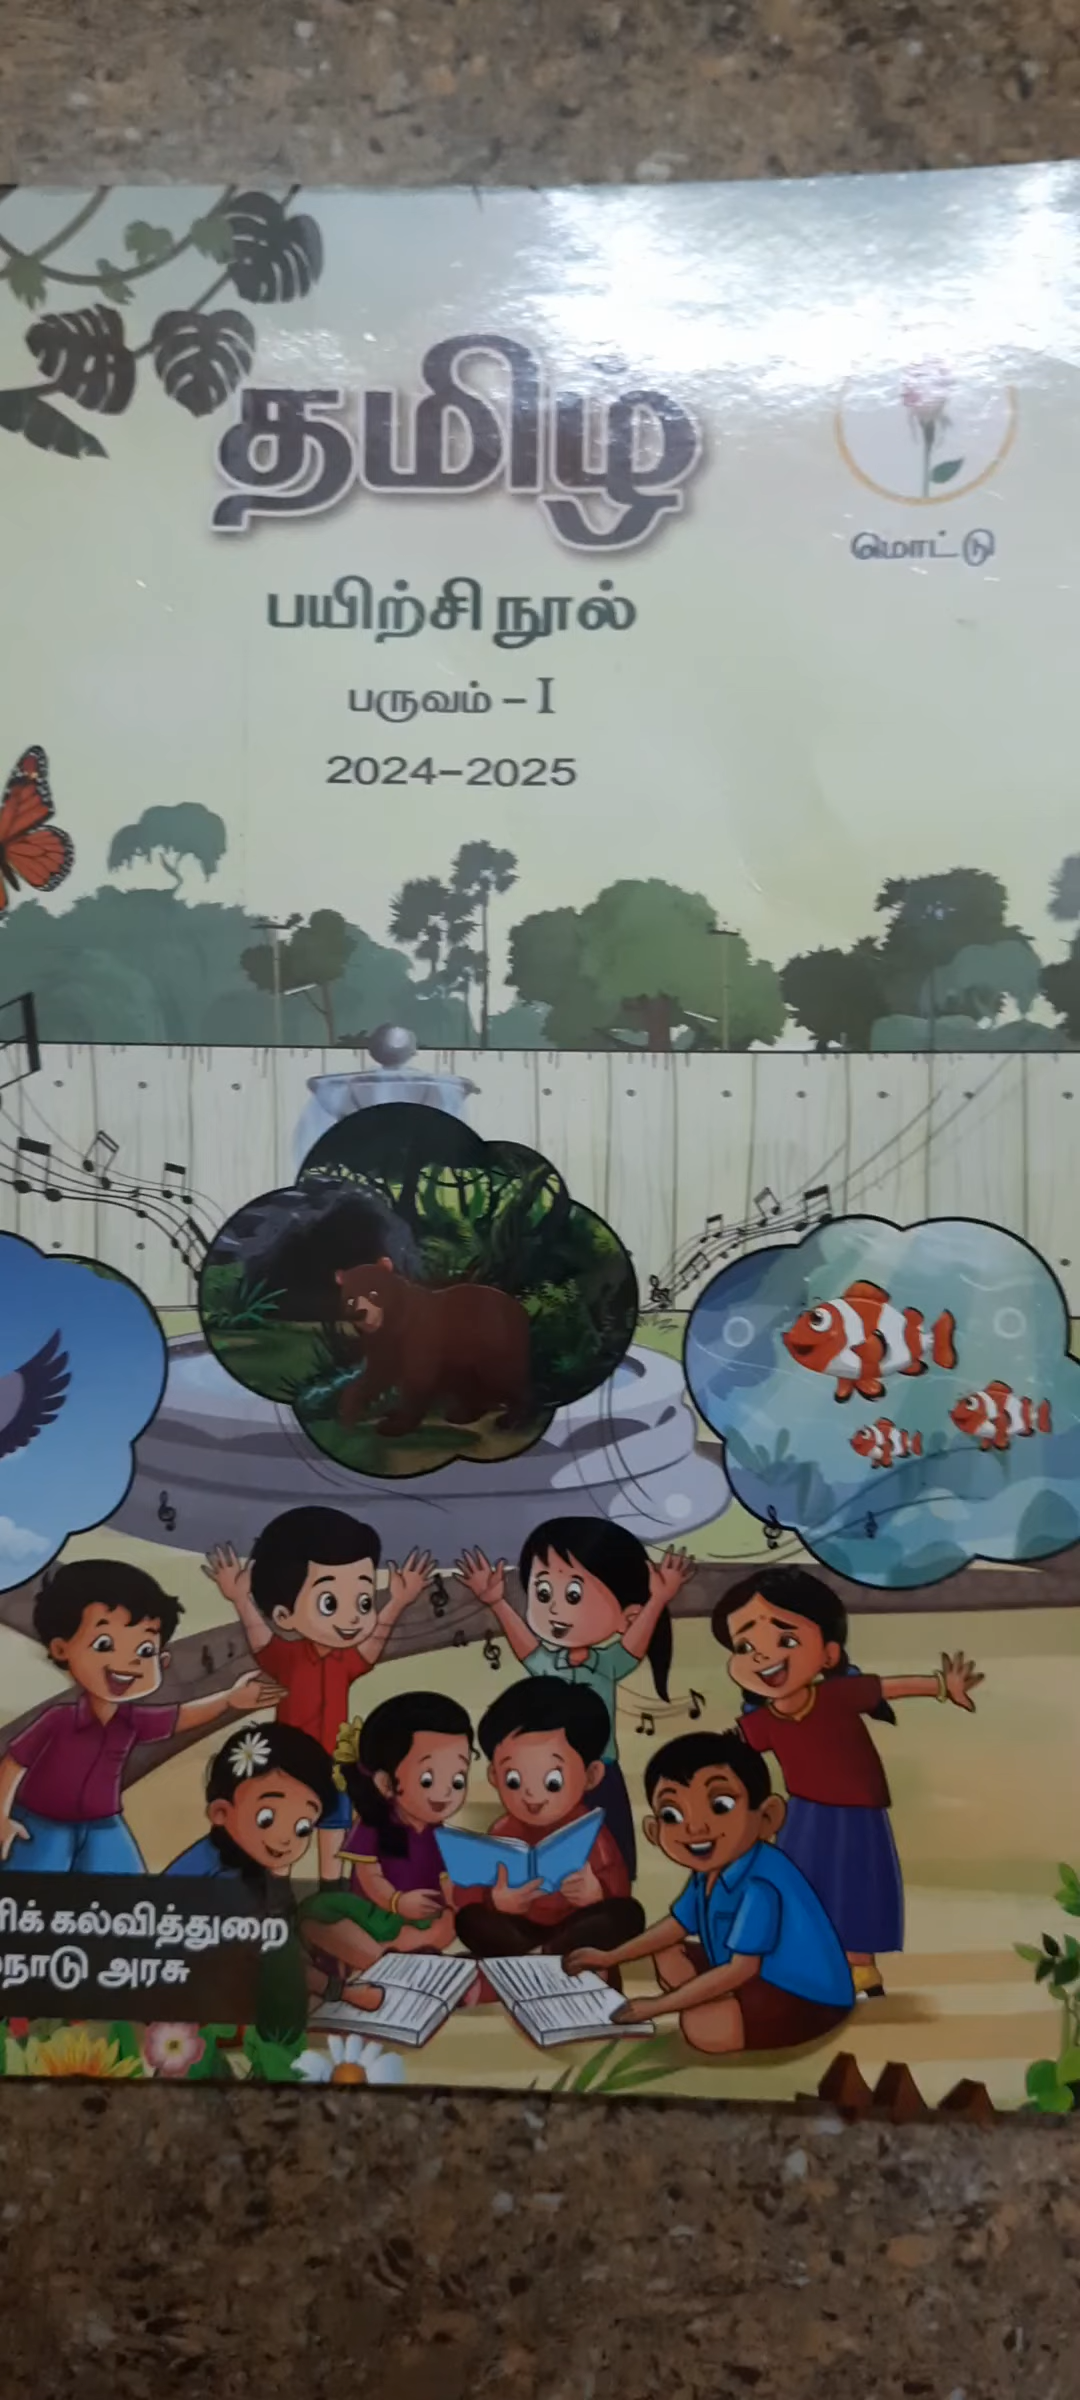 தமிழ்
மொட்டு
பயிற்சி நூல்
பருவம் – I
2024–2025
கல்வித்துறை
அரசு